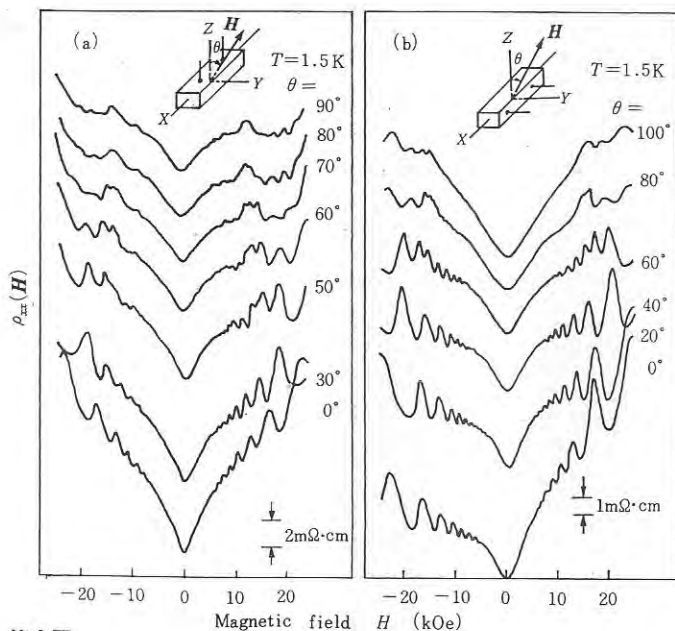 (a)
Z
H
θ
T=1.5K
Y
X
θ=
90°
80°
70°
60°
50°
30°
0°
2mΩ·cm
ρxx(H)
−20 −10 0 10 20
(b)
Z
H
θ
T=1.5K
Y
X
θ=
100°
80°
60°
40°
20°
0°
1mΩ·cm
−20 −10 0 10 20
Magnetic field H (kOe)